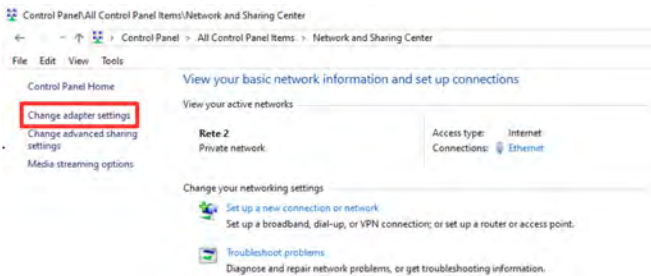 Control Panel\All Control Panel Items\Network and Sharing Center
Control Panel > All Control Panel Items > Network and Sharing Center
File Edit View Tools
Control Panel Home
Change adapter settings
Change advanced sharing
settings
Media streaming options
View your basic network information and set up connections
View your active networks
Rete 2
Private network
Access type: Internet
Connections: Ethernet
Change your networking settings
Set up a new connection or network
Set up a broadband, dial-up, or VPN connection; or set up a router or access point.
Troubleshoot problems
Diagnose and repair network problems, or get troubleshooting information.